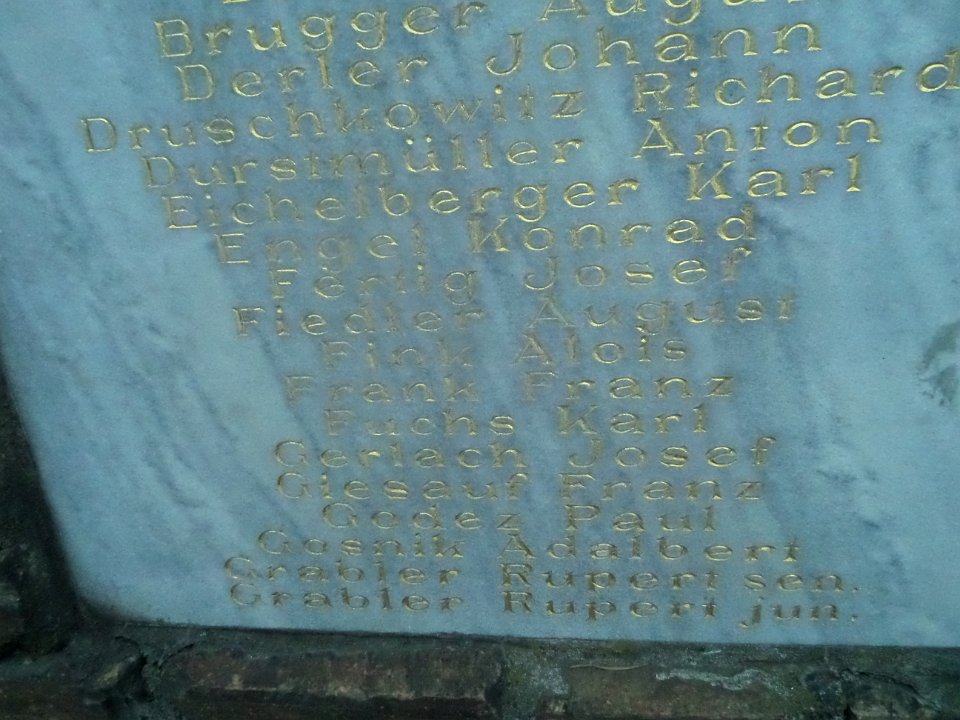 Brugger August
Derler Johann
Druschkowitz Richard
Durstmüller Anton
Eichelberger Karl
Engel Konrad
Fertig Josef
Fiedler August
Fink Alois
Frank Franz
Fuchs Karl
Gerlach Josef
Giesauf Franz
Godez Paul
Gosnik Adalbert
Grabler Rupert sen.
Grabler Rupert jun.